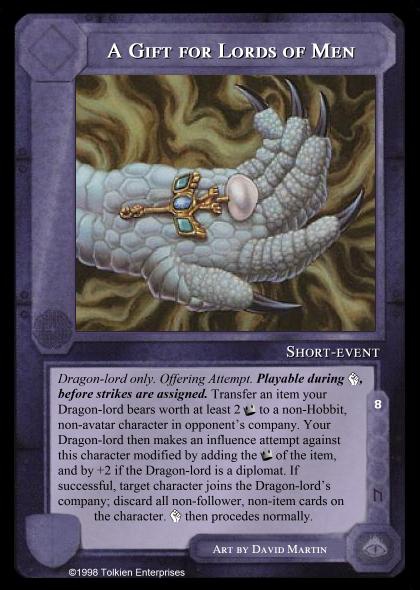 A Gift for Lords of Men
Short-event
Dragon-lord only. Offering Attempt. Playable during ,
before strikes are assigned. Transfer an item your
Dragon-lord bears worth at least 2 to a non-Hobbit,
non-avatar character in opponent's company. Your
Dragon-lord then makes an influence attempt against
this character modified by adding the of the item,
and by +2 if the Dragon-lord is a diplomat. If
successful, target character joins the Dragon-lord's
company; discard all non-follower, non-item cards on
the character. then procedes normally.
8
Art by David Martin
©1998 Tolkien Enterprises